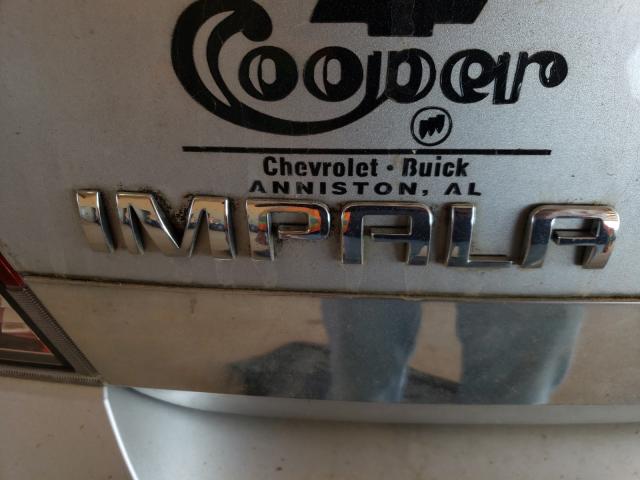 Cooper
Chevrolet • Buick
ANNISTON, AL
IMPALA